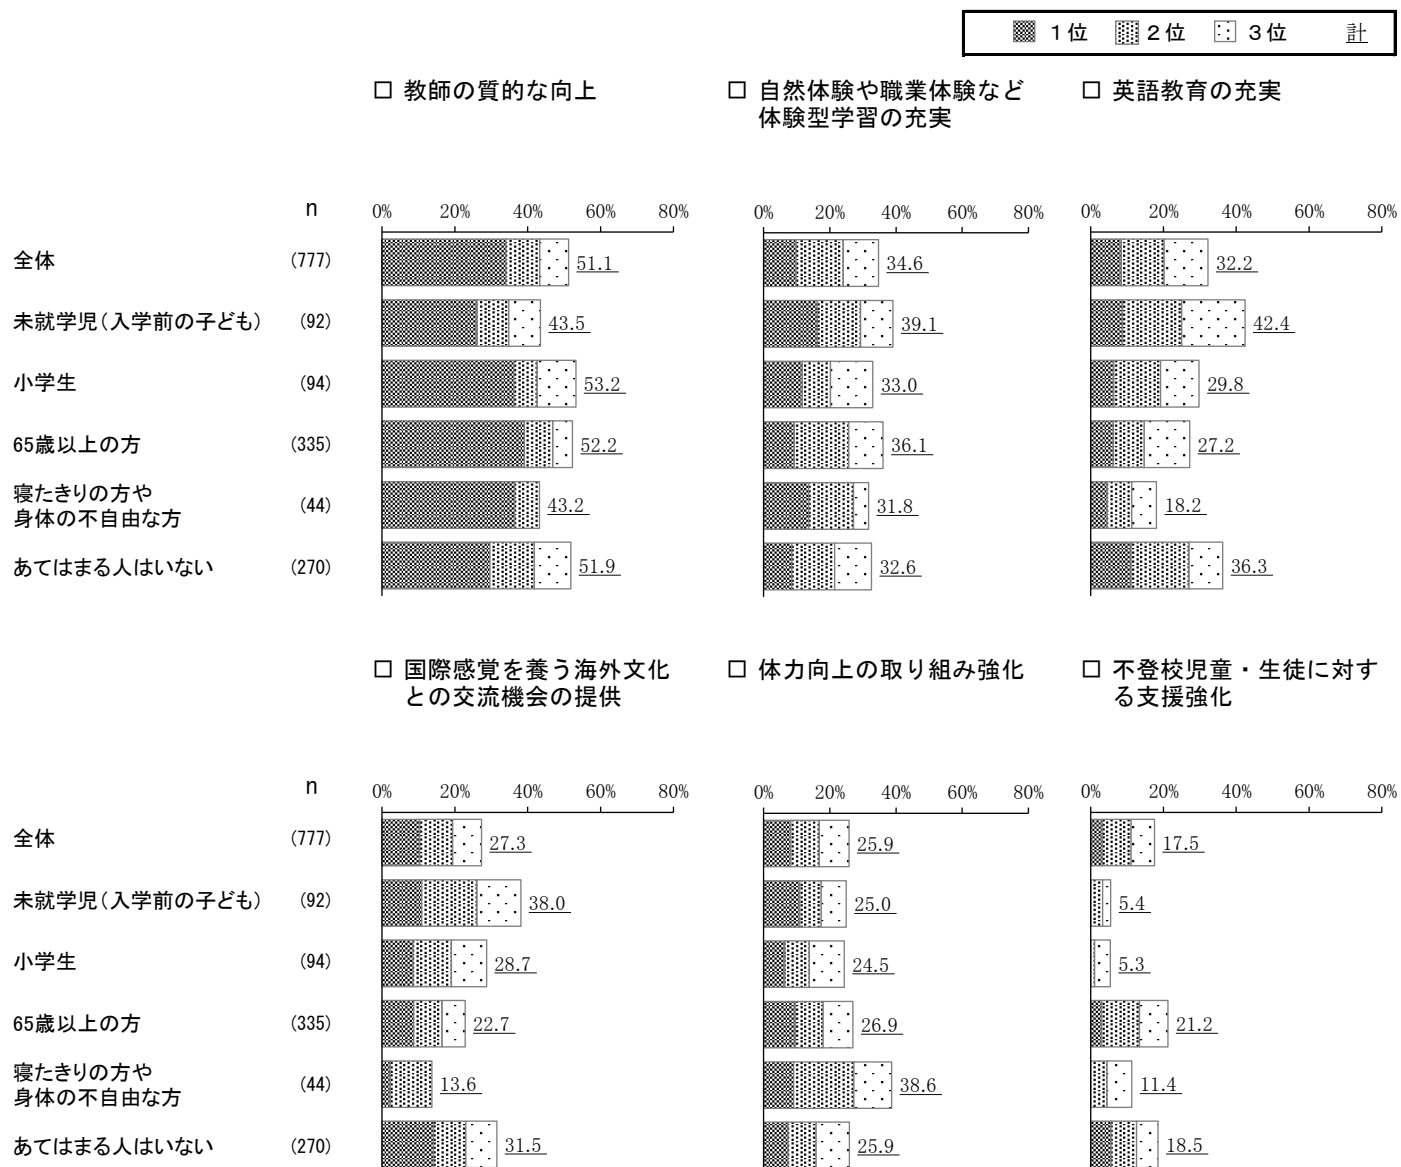 １位 ２位 ３位 計
□ 教師の質的な向上
□ 自然体験や職業体験など
体験型学習の充実
□ 英語教育の充実
n
0% 20% 40% 60% 80%
0% 20% 40% 60% 80%
0% 20% 40% 60% 80%
全体 (777) 51.1 34.6 32.2
未就学児（入学前の子ども） (92) 43.5 39.1 42.4
小学生 (94) 53.2 33.0 29.8
65歳以上の方 (335) 52.2 36.1 27.2
寝たきりの方や
身体の不自由な方 (44) 43.2 31.8 18.2
あてはまる人はいない (270) 51.9 32.6 36.3
□ 国際感覚を養う海外文化
との交流機会の提供
□ 体力向上の取り組み強化
□ 不登校児童・生徒に対す
る支援強化
n
0% 20% 40% 60% 80%
0% 20% 40% 60% 80%
0% 20% 40% 60% 80%
全体 (777) 27.3 25.9 17.5
未就学児（入学前の子ども） (92) 38.0 25.0 5.4
小学生 (94) 28.7 24.5 5.3
65歳以上の方 (335) 22.7 26.9 21.2
寝たきりの方や
身体の不自由な方 (44) 13.6 38.6 11.4
あてはまる人はいない (270) 31.5 25.9 18.5